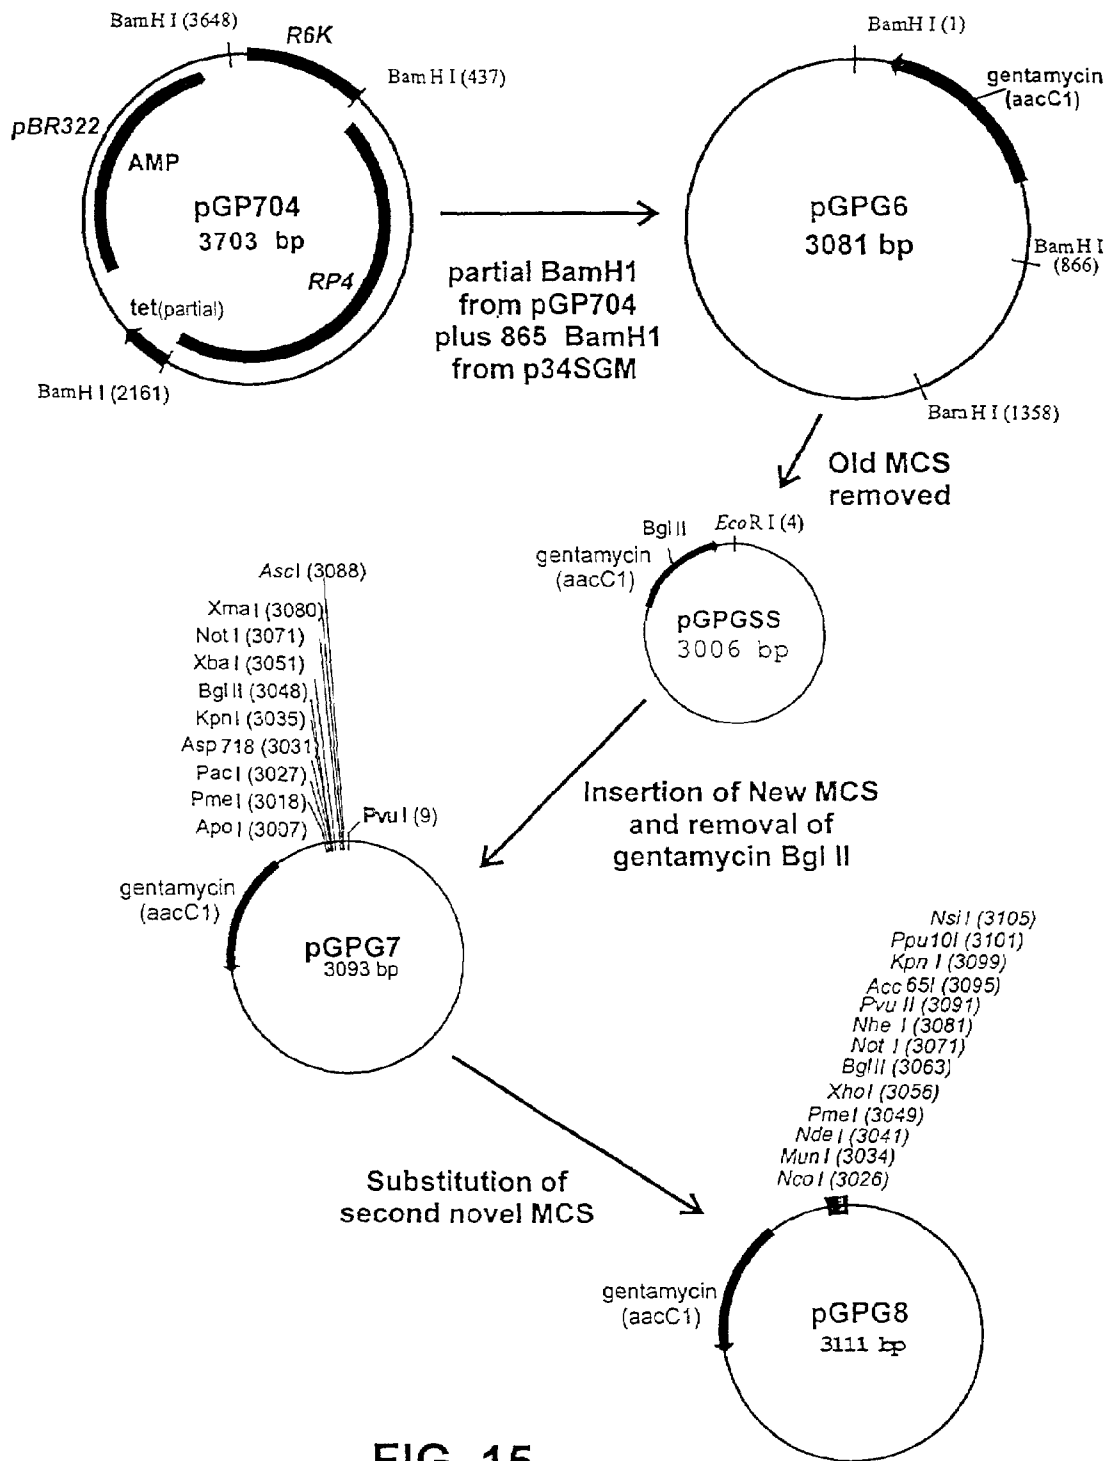 BamH I (3648)
R6K
BamH I (437)
pBR322
AMP
pGP704
3703 bp
RP4
tet(partial)
BamH I (2161)
partial BamH1
from pGP704
plus 865 BamH1
from p34SGM
BamH I (1)
gentamycin
(aacC1)
pGPG6
3081 bp
BamH I
(866)
BamH I (1358)
Old MCS
removed
Bgl II
EcoR I (4)
gentamycin
(aacC1)
pGPGSS
3006 bp
AscI (3088)
Xma I (3080)
Not I (3071)
Xba I (3051)
Bgl II (3048)
KpnI (3035)
Asp 718 (3031)
Pac I (3027)
Pme I (3018)
Apo I (3007)
Pvu I (9)
gentamycin
(aacC1)
pGPG7
3093 bp
Insertion of New MCS
and removal of
gentamycin Bgl II
Nsi I (3105)
Ppu10I (3101)
Kpn I (3099)
Acc 65I (3095)
Pvu II (3091)
Nhe I (3081)
Not I (3071)
BglII (3063)
XhoI (3056)
PmeI (3049)
Nde I (3041)
Mun I (3034)
Nco I (3026)
Substitution of
second novel MCS
gentamycin
(aacC1)
pGPG8
3111 bp
FIG. 15